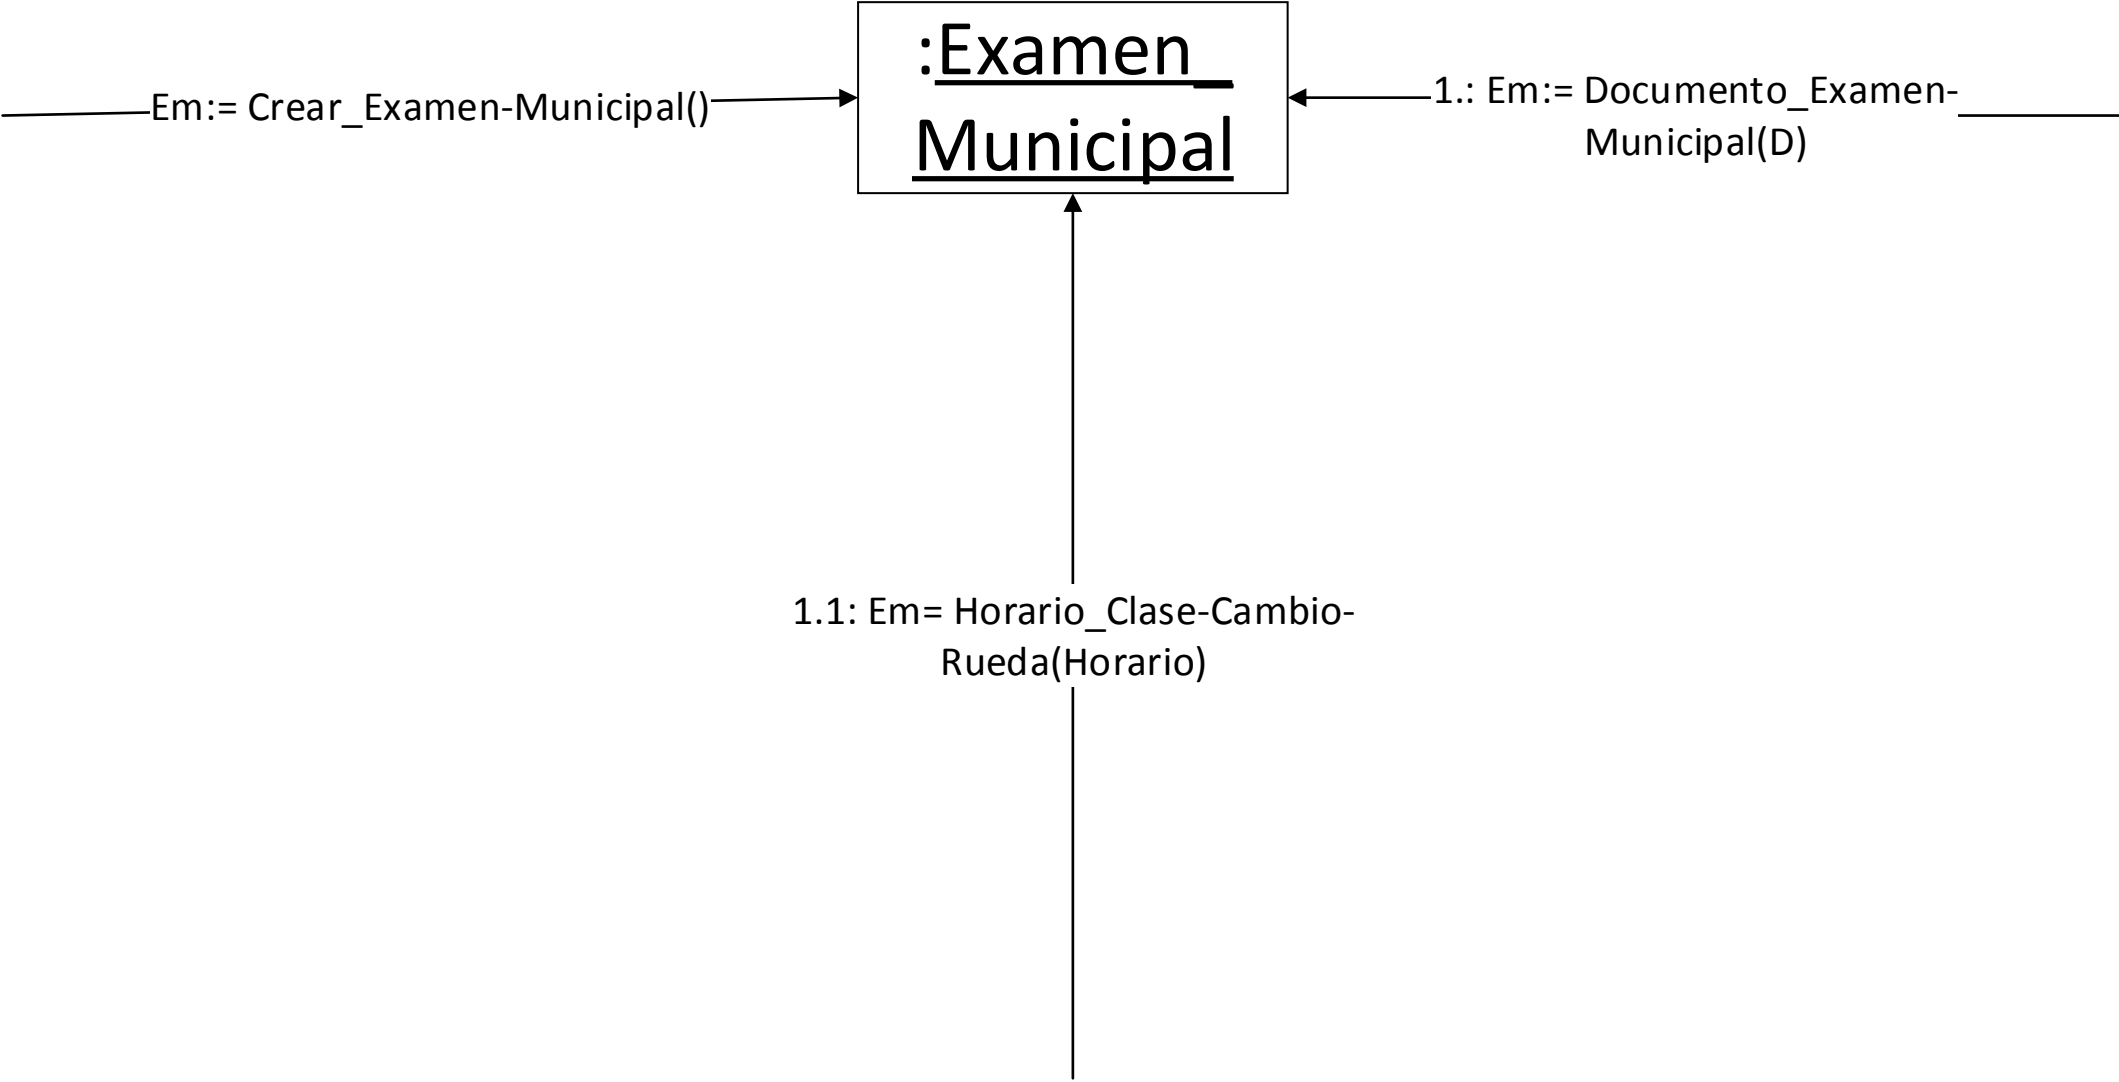 :Examen_
Municipal
Em:= Crear_Examen-Municipal()
1.: Em:= Documento_Examen-
Municipal(D)
1.1: Em= Horario_Clase-Cambio-
Rueda(Horario)